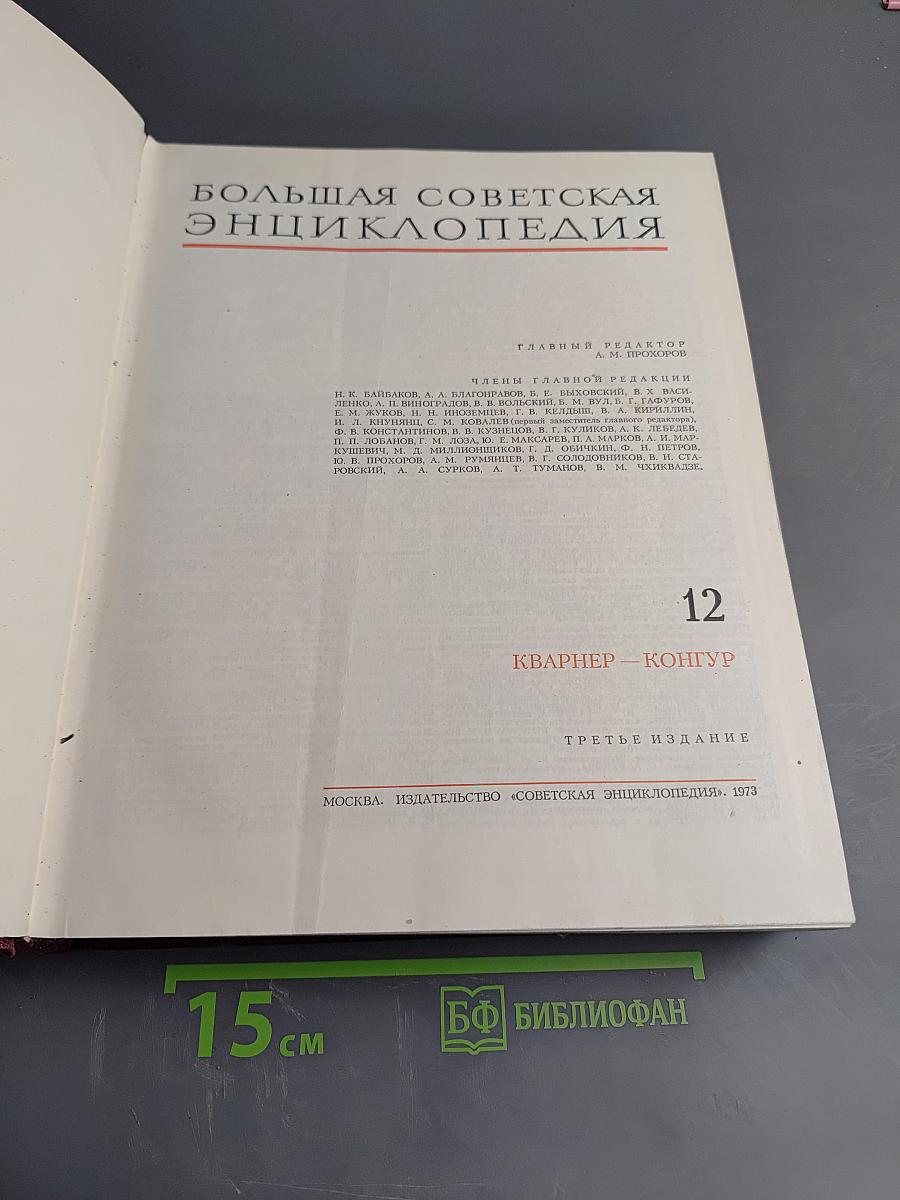 БОЛЬШАЯ СОВЕТСКАЯ
ЭНЦИКЛОПЕДИЯ
ГЛАВНЫЙ РЕДАКТОР
А. М. ПРОХОРОВ
ЧЛЕНЫ ГЛАВНОЙ РЕДАКЦИИ
Н. К. БАЙБАКОВ, А. А. БЛАГОНРАВОВ, Б. Е. БЫХОВСКИЙ, В. Х. ВАСИ-
ЛЕНКО, А. П. ВИНОГРАДОВ, В. В. ВОЛЬСКИЙ, Б. М. ВУЛ, Б. Г. ГАФУРОВ,
Е. М. ЖУКОВ, Н. Н. ИНОЗЕМЦЕВ, Г. В. КЕЛДЫШ, В. А. КИРИЛЛИН,
И. Л. КНУНЯНЦ, С. М. КОВАЛЕВ (первый заместитель главного редактора),
Ф. В. КОНСТАНТИНОВ, В. В. КУЗНЕЦОВ, В. Г. КУЛИКОВ, А. К. ЛЕБЕДЕВ,
П. П. ЛОБАНОВ, Г. М. ЛОЗА, Ю. Е. МАКСАРЕВ, П. А. МАРКОВ, А. И. МАР-
КУШЕВИЧ, М. Д. МИЛЛИОНЩИКОВ, Г. Д. ОБИЧКИН, Ф. Н. ПЕТРОВ,
Ю. В. ПРОХОРОВ, А. М. РУМЯНЦЕВ, В. Г. СОЛОДОВНИКОВ, В. Н. СТА-
РОВСКИЙ, А. А. СУРКОВ, А. Т. ТУМАНОВ, В. М. ЧХИКВАДЗЕ.
12
КВАРНЕР — КОНГУР
ТРЕТЬЕ ИЗДАНИЕ
МОСКВА. ИЗДАТЕЛЬСТВО «СОВЕТСКАЯ ЭНЦИКЛОПЕДИЯ». 1973
15 см
БФ БИБЛИОФАН